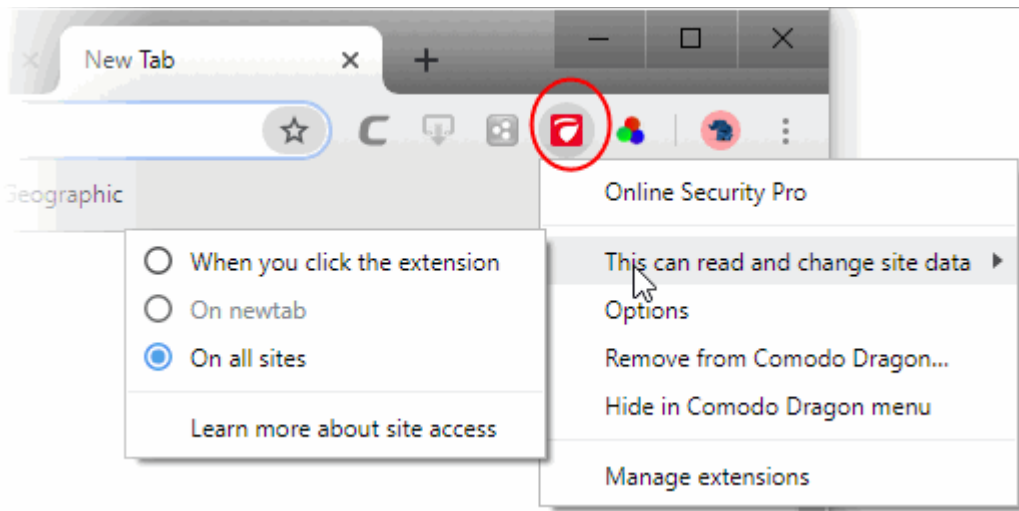 New Tab
Geographic
Online Security Pro
This can read and change site data
Options
Remove from Comodo Dragon...
Hide in Comodo Dragon menu
Manage extensions
When you click the extension
On newtab
On all sites
Learn more about site access